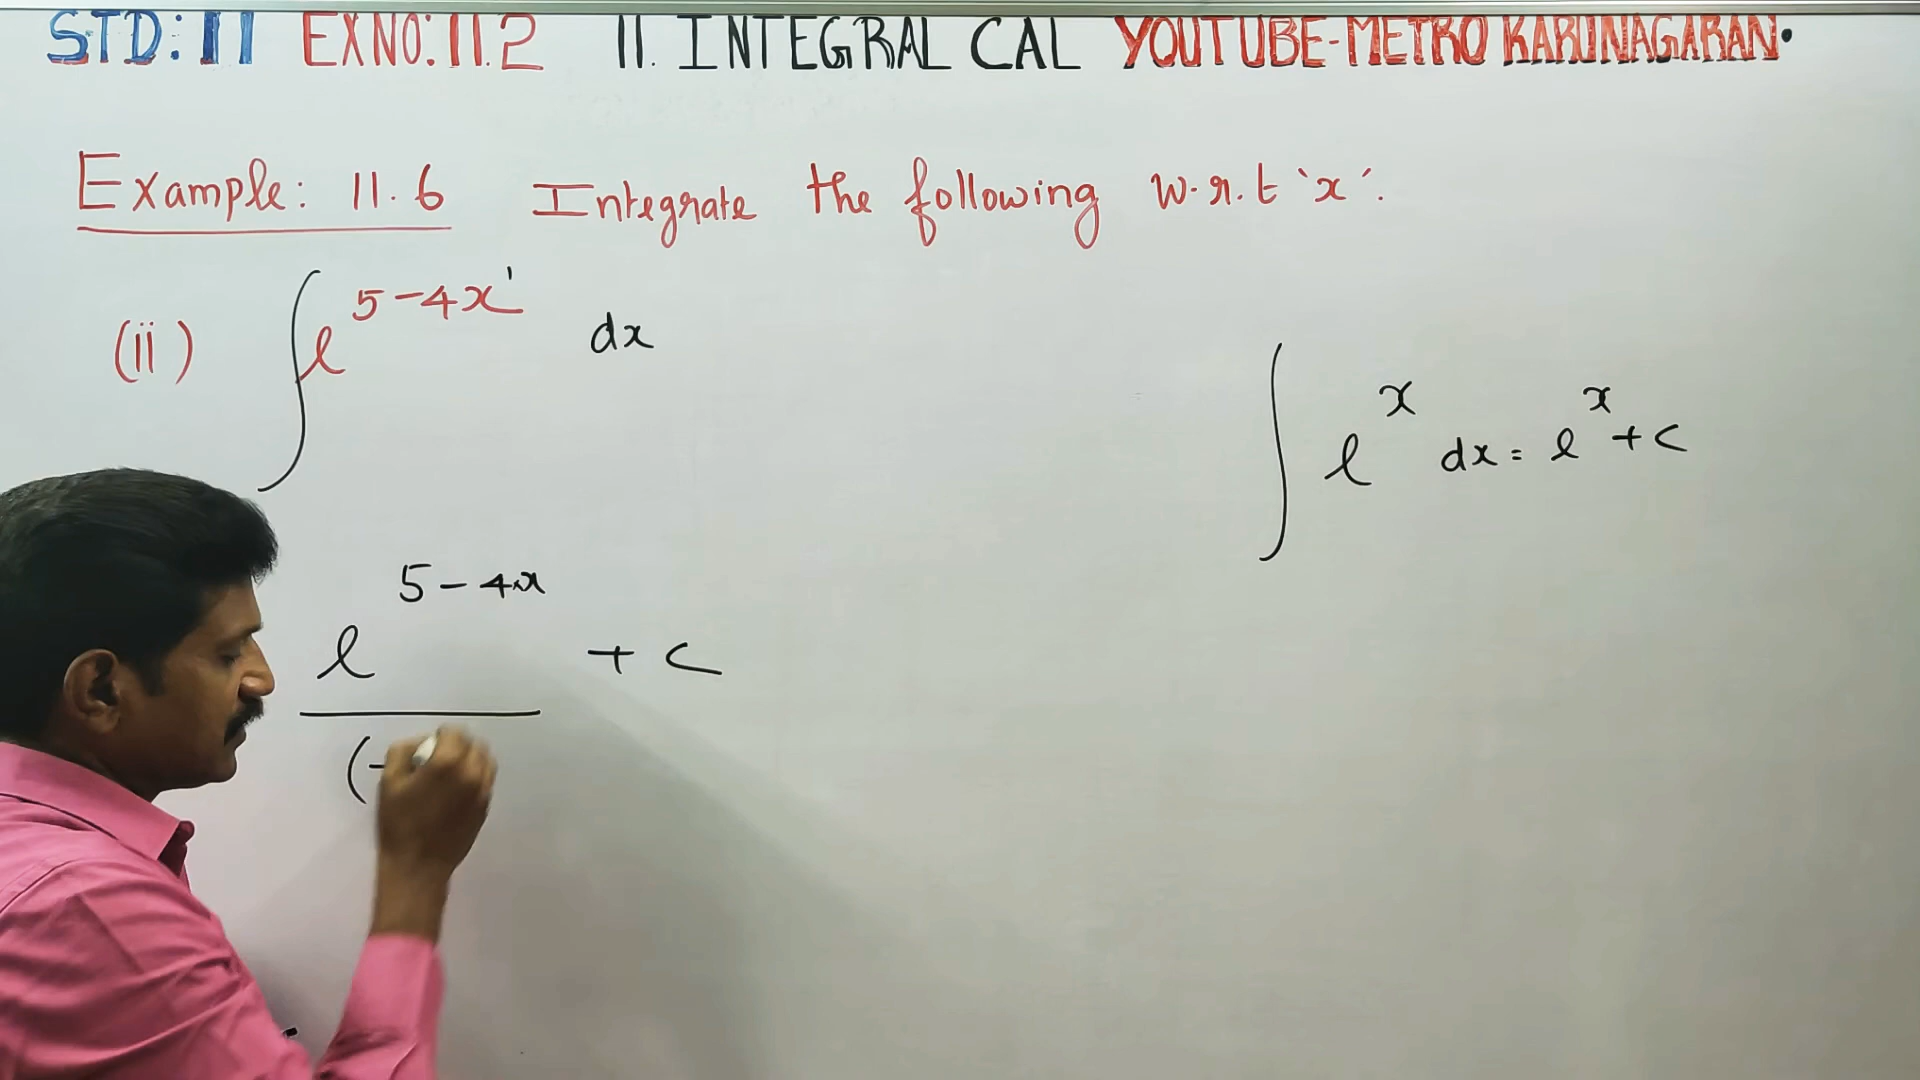 STD: 11 EXNO: 11.2 11. INTEGRAL CAL YOUTUBE-METRO KARUNAGARAN.
Example: 11.6 Integrate the following w.r.t 'x'.
(ii) ∫ e^(5-4x^1) dx
∫ e^x dx = e^x + c
e^(5-4x) + c
(-